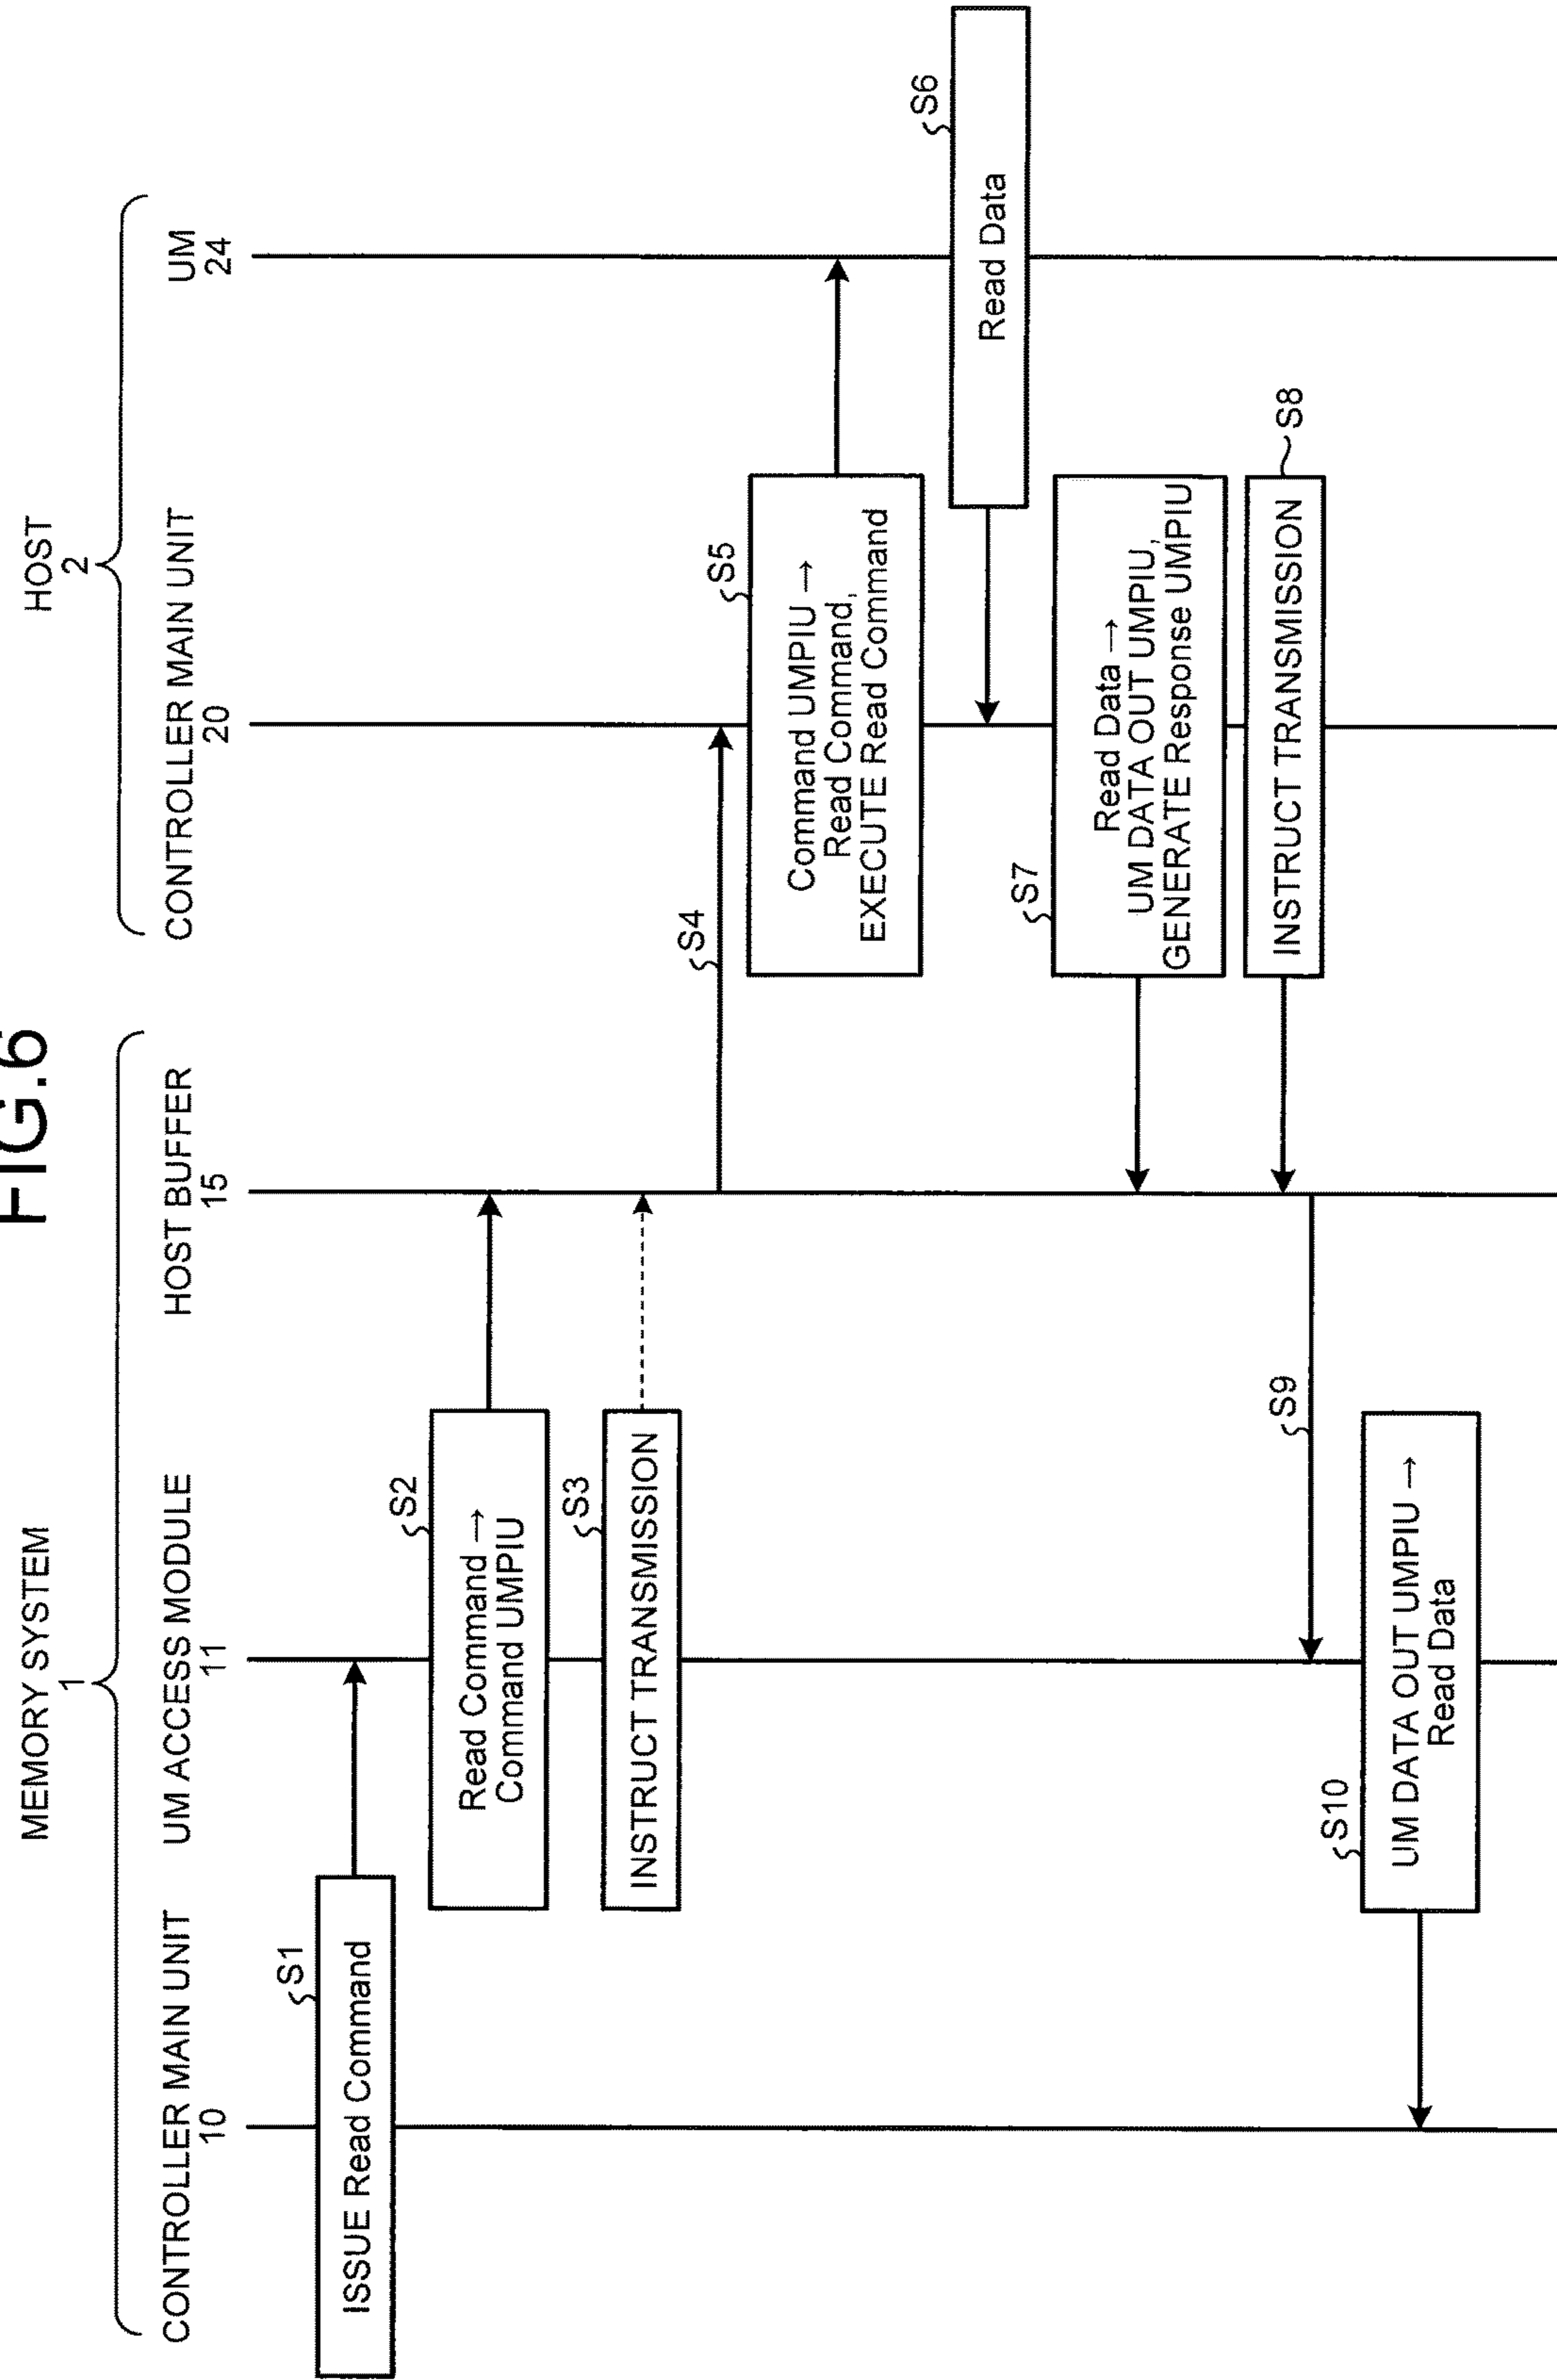 FIG.6
MEMORY SYSTEM
1
HOST
2
CONTROLLER MAIN UNIT
10
UM ACCESS MODULE
11
HOST BUFFER
15
CONTROLLER MAIN UNIT
20
UM
24
S1
ISSUE Read Command
S2
Read Command →
Command UMPIU
S3
INSTRUCT TRANSMISSION
S4
S5
Command UMPIU →
Read Command,
EXECUTE Read Command
S6
Read Data
S7
Read Data →
UM DATA OUT UMPIU,
GENERATE Response UMPIU
S8
INSTRUCT TRANSMISSION
S9
S10
UM DATA OUT UMPIU →
Read Data